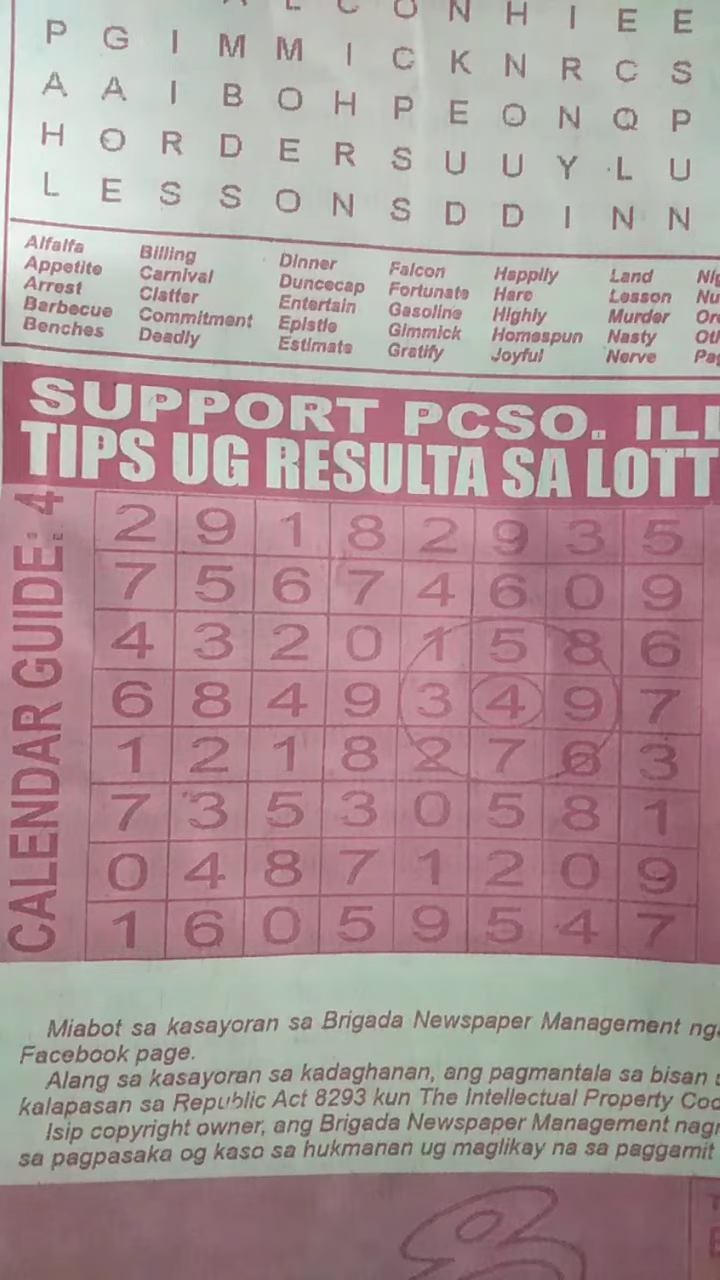 L C O N H I E E
P G I M M I C K N R C S
A A I B O H P E O N Q P
H O R D E R S S U U Y L U
L E S S O N S D D I N N
Alfalfa
Appetite
Arrest
Barbecue
Benches
Billing
Carnival
Clatter
Commitment
Deadly
Dinner
Duncecap
Entertain
Epistle
Estimate
Falcon
Fortunate
Gasoline
Gimmick
Gratify
Happily
Hare
Highly
Homespun
Joyful
Land
Lesson
Murder
Nasty
Nerve
SUPPORT PCSO.
TIPS UG RESULTA SA LOTT
CALENDAR GUIDE: 4
2 9 1 8 2 9 3 5
7 5 6 7 4 6 0 9
4 3 2 0 1 5 8 6
6 8 4 9 3 4 9 7
1 2 1 8 2 7 6 3
7 3 5 3 0 5 8 1
0 4 8 7 1 2 0 9
1 6 0 5 9 5 4 7
Miabot sa kasayoran sa Brigada Newspaper Management
Facebook page.
Alang sa kasayoran sa kadaghanan, ang pagmantala sa bisan
kalapasan sa Republic Act 8293 kun The Intellectual Property
Isip copyright owner, ang Brigada Newspaper Management
sa pagpasaka og kaso sa hukmanan ug maglikay na sa paggamit